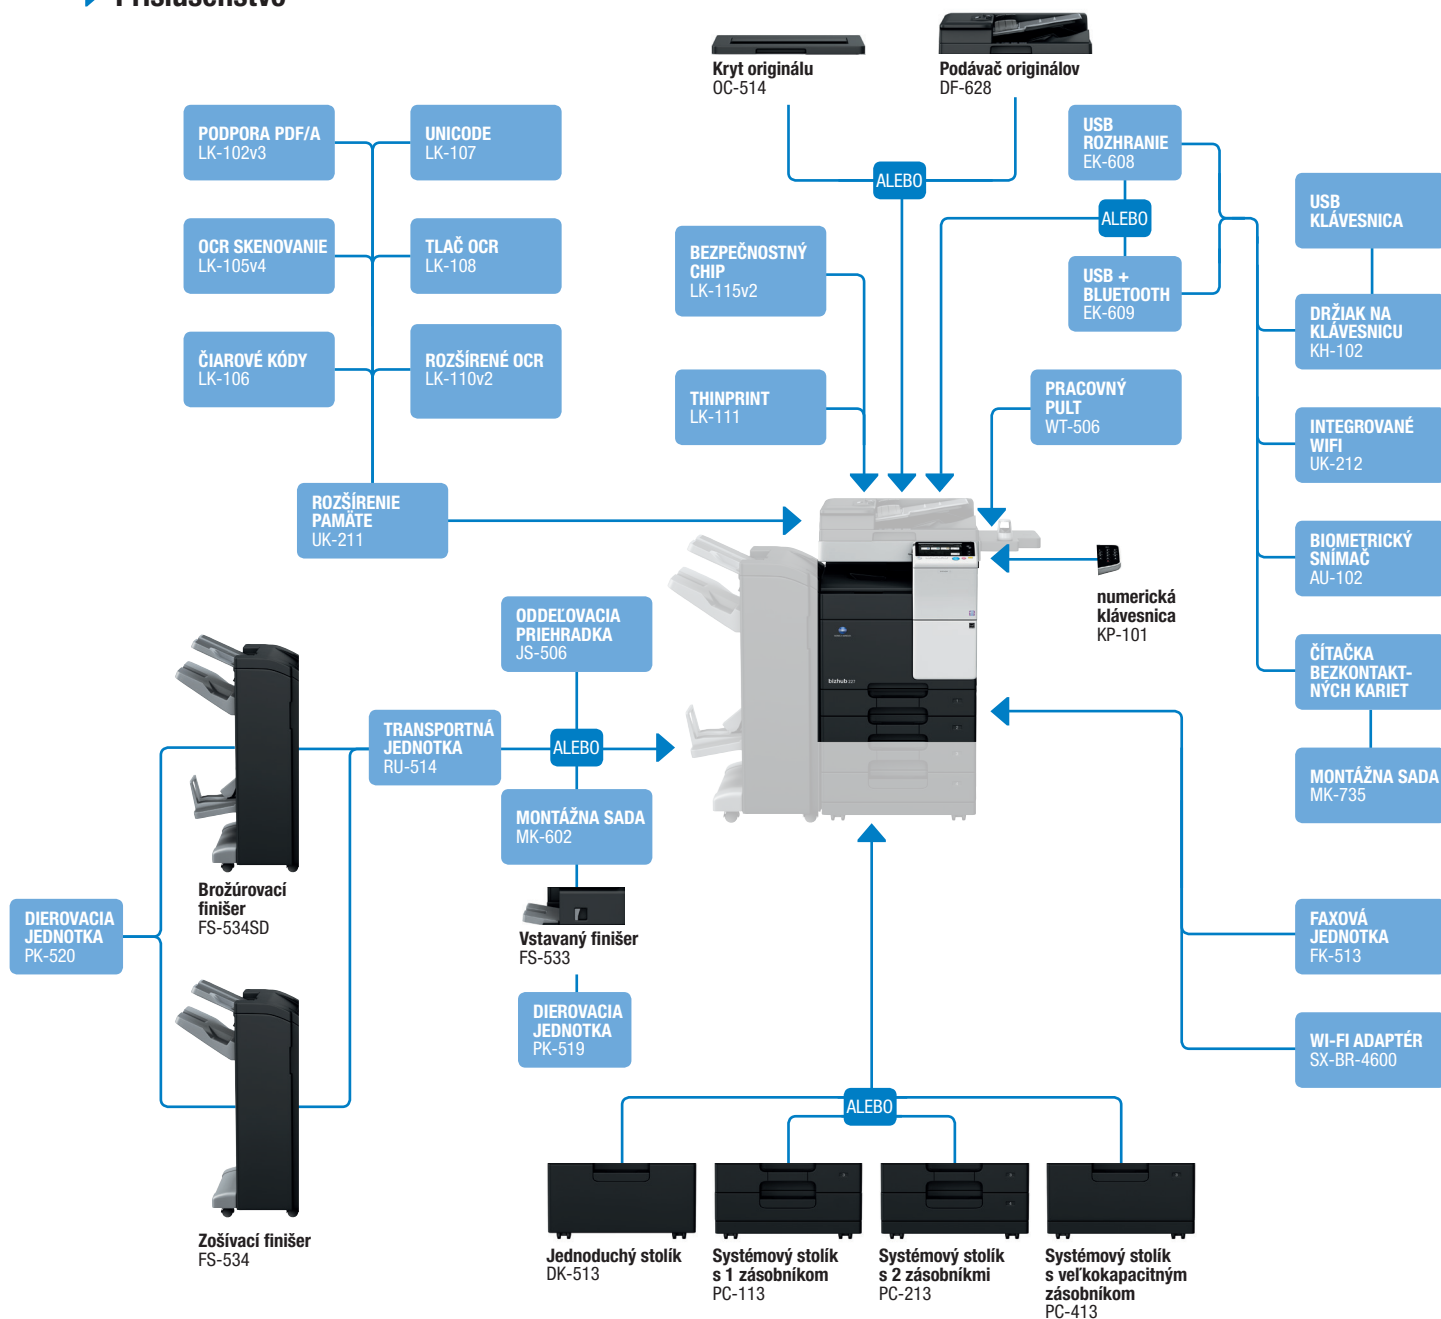 Príslušenstvo
Kryt originálu
OC-514
Podávač originálov
DF-628
PODPORA PDF/A
LK-102v3
UNICODE
LK-107
USB
ROZHRANIE
EK-608
ALEBO
ALEBO
USB
KLÁVESNICA
OCR SKENOVANIE
LK-105v4
TLAČ OCR
LK-108
BEZPEČNOSTNÝ
CHIP
LK-115v2
USB +
BLUETOOTH
EK-609
DRŽIAK NA
KLÁVESNICU
KH-102
ČIAROVÉ KÓDY
LK-106
ROZŠÍRENÉ OCR
LK-110v2
THINPRINT
LK-111
PRACOVNÝ
PULT
WT-506
INTEGROVANÉ
WIFI
UK-212
ROZŠÍRENIE
PAMÄTE
UK-211
BIOMETRICKÝ
SNÍMAČ
AU-102
numerická
klávesnica
KP-101
ODDEĽOVACIA
PRIEHRADKA
JS-506
ČÍTAČKA
BEZKONTAKT-
NÝCH KARIET
bizhub 227
TRANSPORTNÁ
JEDNOTKA
RU-514
ALEBO
MONTÁŽNA SADA
MK-735
MONTÁŽNA SADA
MK-602
Brožúrovací
finišer
FS-534SD
DIEROVACIA
JEDNOTKA
PK-520
Vstavaný finišer
FS-533
FAXOVÁ
JEDNOTKA
FK-513
DIEROVACIA
JEDNOTKA
PK-519
WI-FI ADAPTÉR
SX-BR-4600
ALEBO
Zošívací finišer
FS-534
Jednoduchý stolík
DK-513
Systémový stolík
s 1 zásobníkom
PC-113
Systémový stolík
s 2 zásobníkmi
PC-213
Systémový stolík
s veľkokapacitným
zásobníkom
PC-413